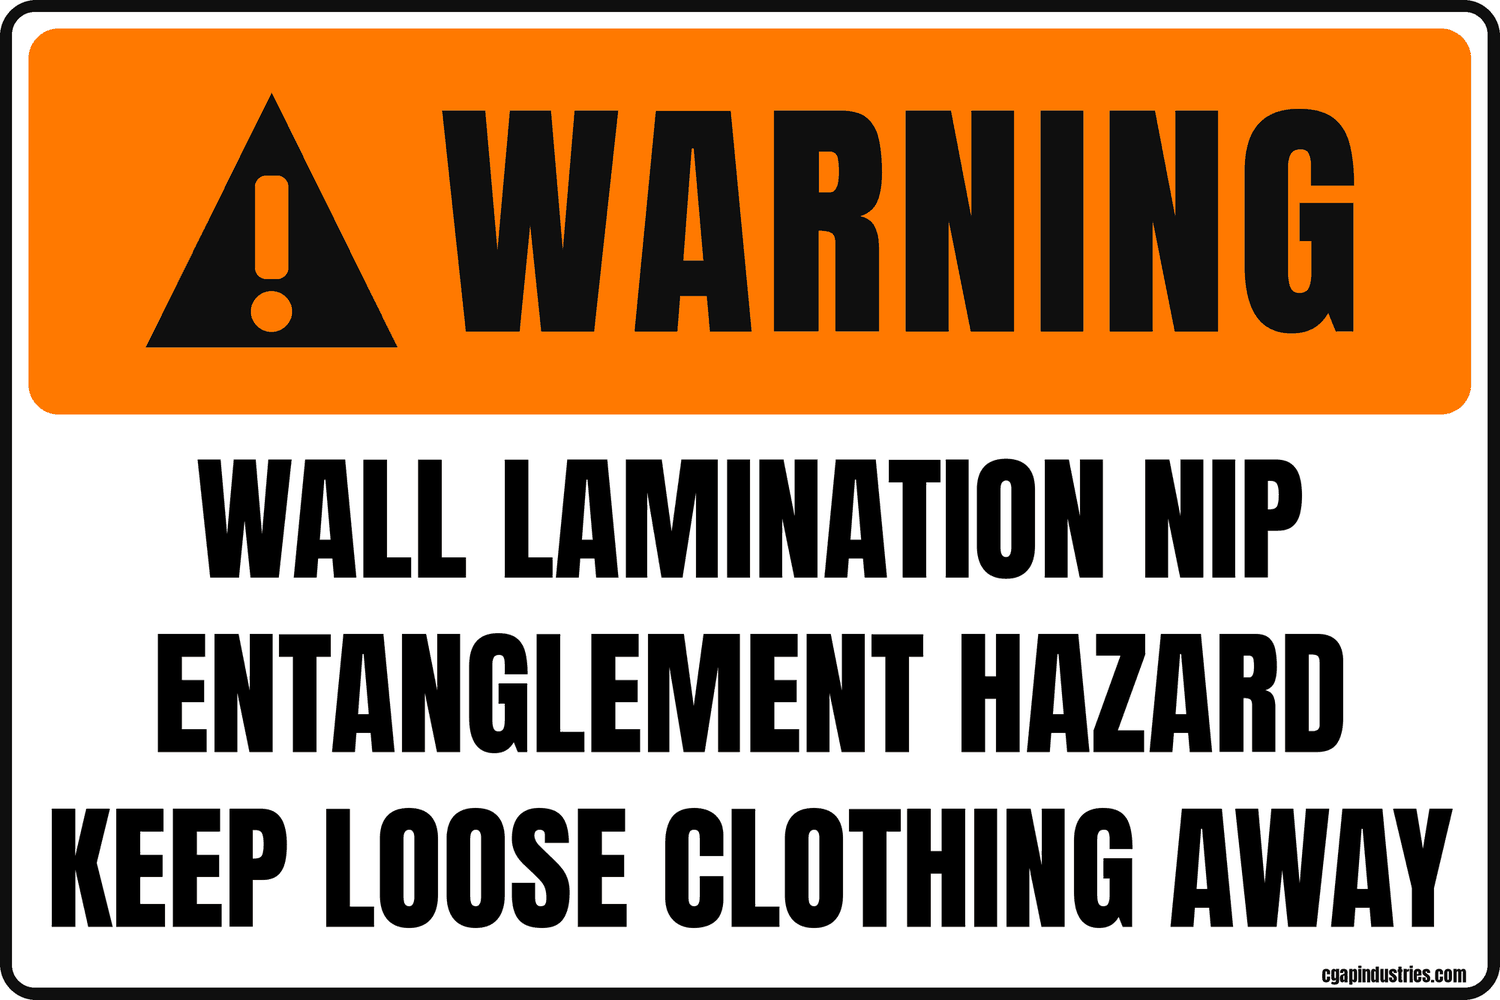 WARNING
WALL LAMINATION NIP
ENTANGLEMENT HAZARD
KEEP LOOSE CLOTHING AWAY
cgapindustries.com